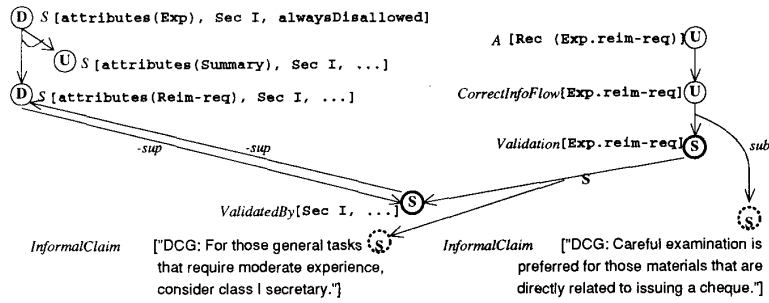 D S [attributes(Exp), Sec I, alwaysDisallowed]
U S [attributes(Summary), Sec I, ...]
D S [attributes(Reim-req), Sec I, ...]
A [Rec (Exp.reim-req)] U
CorrectInfoFlow[Exp.reim-req] U
Validation[Exp.reim-req] S
sub
-sup
-sup
S
ValidatedBy[Sec I, ...] S
S
S
InformalClaim ["DCG: For those general tasks
that require moderate experience,
consider class I secretary."]
InformalClaim ["DCG: Careful examination is
preferred for those materials that are
directly related to issuing a cheque."]